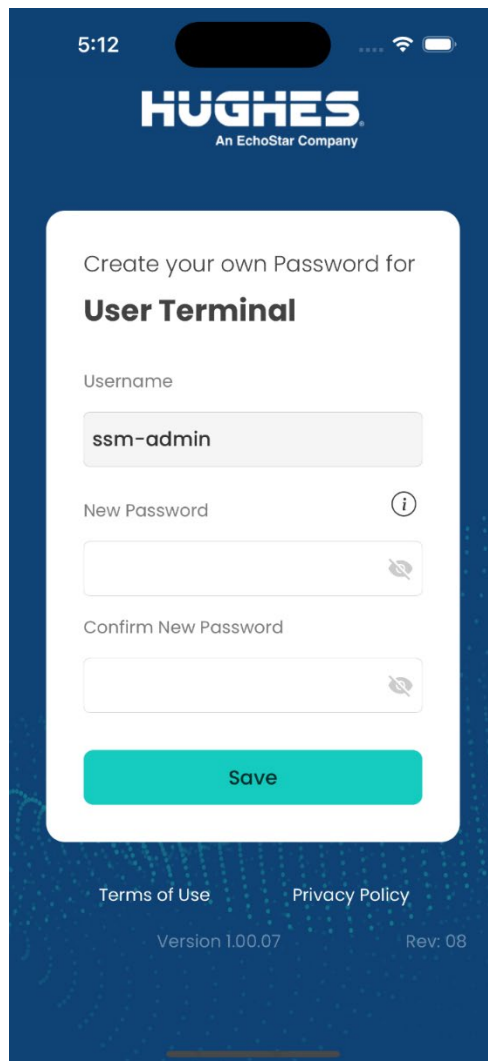 5:12
HUGHES.
An EchoStar Company
Create your own Password for
User Terminal
Username
ssm-admin
New Password
i
Confirm New Password
Save
Terms of Use Privacy Policy
Version 1.00.07 Rev: 08